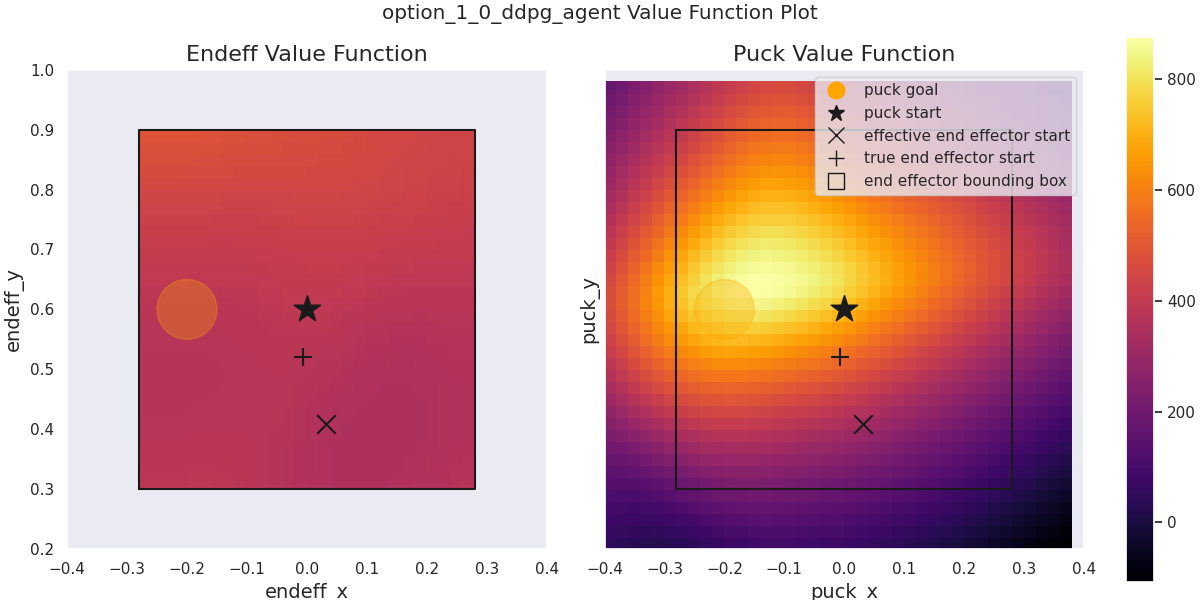 option_1_0_ddpg_agent Value Function Plot
Endeff Value Function
1.0
0.9
0.8
0.7
0.6
0.5
0.4
0.3
0.2
endeff_y
−0.4 −0.3 −0.2 −0.1 0.0 0.1 0.2 0.3 0.4
endeff_x
Puck Value Function
puck goal
puck start
effective end effector start
true end effector start
end effector bounding box
puck_y
−0.4 −0.3 −0.2 −0.1 0.0 0.1 0.2 0.3 0.4
puck_x
800
600
400
200
0